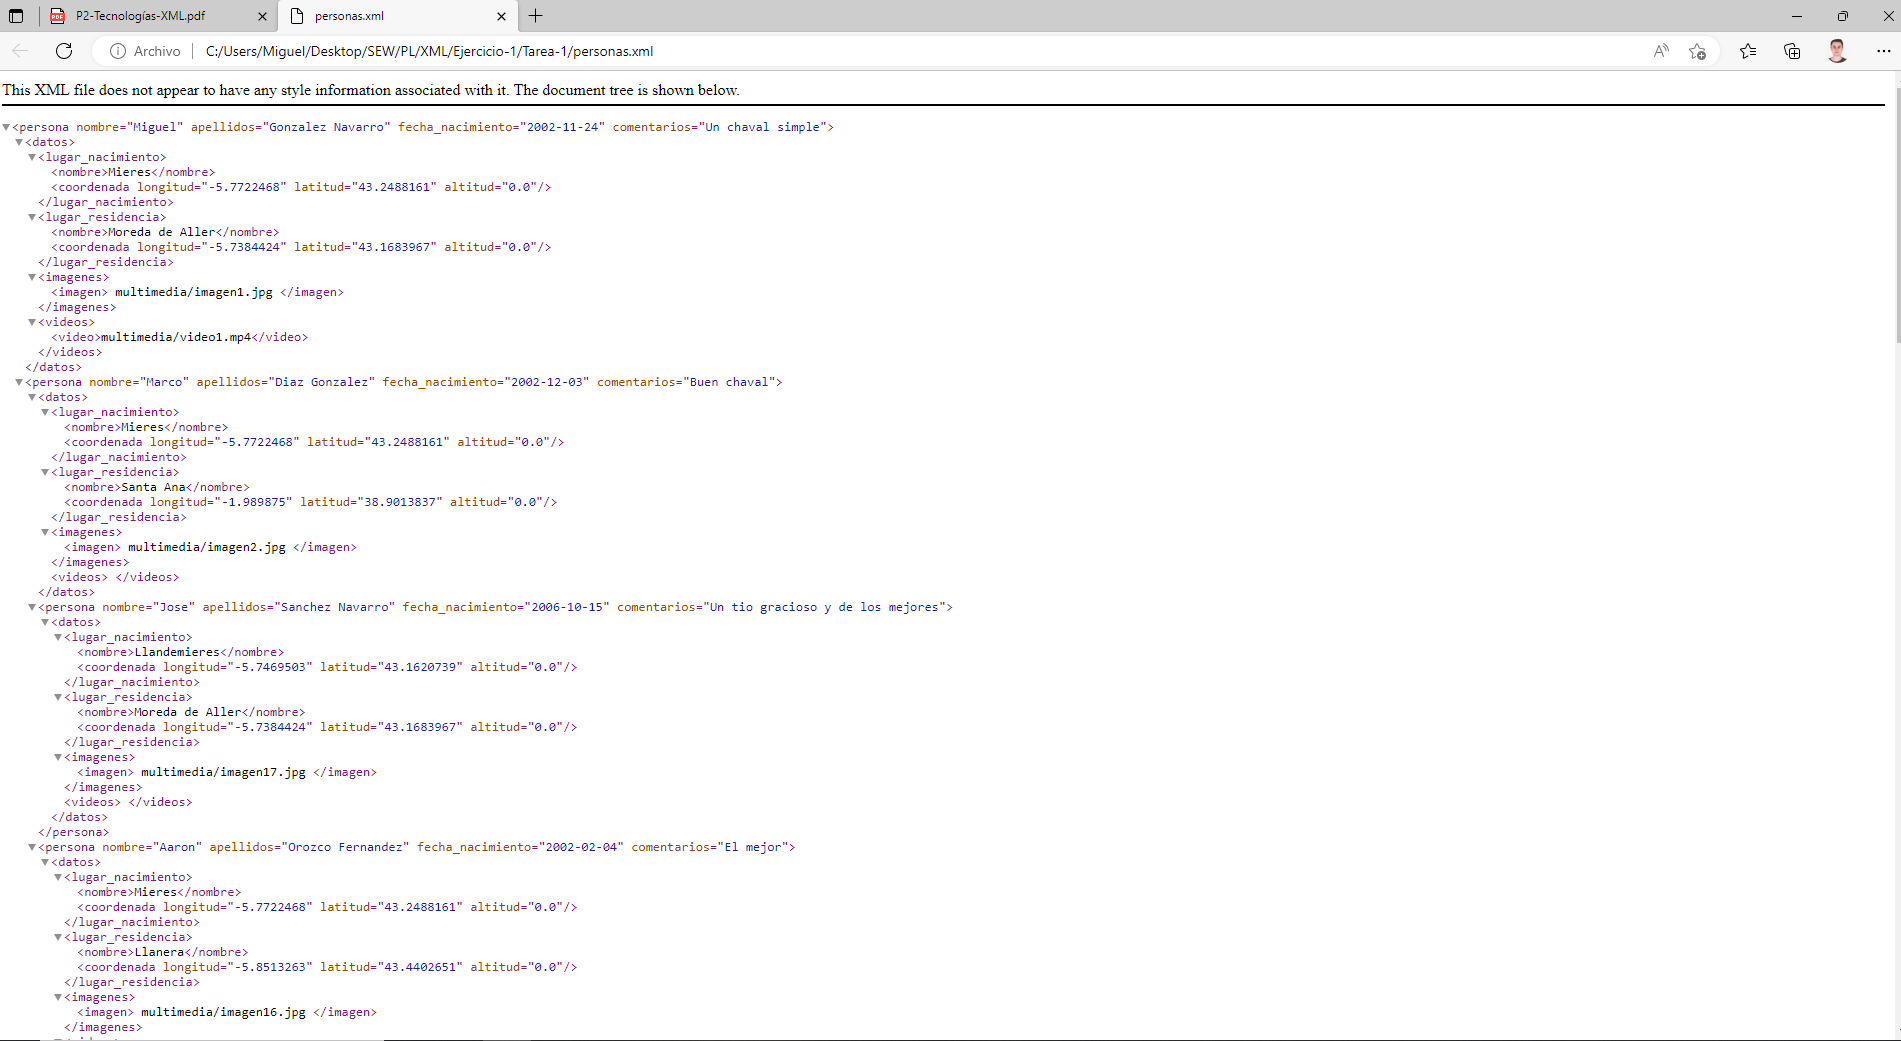 P2-Tecnologías-XML.pdf
personas.xml
Archivo
C:/Users/Miguel/Desktop/SEW/PL/XML/Ejercicio-1/Tarea-1/personas.xml
This XML file does not appear to have any style information associated with it. The document tree is shown below.
<persona nombre="Miguel" apellidos="Gonzalez Navarro" fecha_nacimiento="2002-11-24" comentarios="Un chaval simple">
<datos>
<lugar_nacimiento>
<nombre>Mieres</nombre>
<coordenada longitud="-5.7722468" latitud="43.2488161" altitud="0.0"/>
</lugar_nacimiento>
<lugar_residencia>
<nombre>Moreda de Aller</nombre>
<coordenada longitud="-5.7384424" latitud="43.1683967" altitud="0.0"/>
</lugar_residencia>
<imagenes>
<imagen> multimedia/imagen1.jpg </imagen>
</imagenes>
<videos>
<video>multimedia/video1.mp4</video>
</videos>
</datos>
<persona nombre="Marco" apellidos="Diaz Gonzalez" fecha_nacimiento="2002-12-03" comentarios="Buen chaval">
<datos>
<lugar_nacimiento>
<nombre>Mieres</nombre>
<coordenada longitud="-5.7722468" latitud="43.2488161" altitud="0.0"/>
</lugar_nacimiento>
<lugar_residencia>
<nombre>Santa Ana</nombre>
<coordenada longitud="-1.989875" latitud="38.9013837" altitud="0.0"/>
</lugar_residencia>
<imagenes>
<imagen> multimedia/imagen2.jpg </imagen>
</imagenes>
<videos> </videos>
</datos>
<persona nombre="Jose" apellidos="Sanchez Navarro" fecha_nacimiento="2006-10-15" comentarios="Un tio gracioso y de los mejores">
<datos>
<lugar_nacimiento>
<nombre>Llandemieres</nombre>
<coordenada longitud="-5.7469503" latitud="43.1620739" altitud="0.0"/>
</lugar_nacimiento>
<lugar_residencia>
<nombre>Moreda de Aller</nombre>
<coordenada longitud="-5.7384424" latitud="43.1683967" altitud="0.0"/>
</lugar_residencia>
<imagenes>
<imagen> multimedia/imagen17.jpg </imagen>
</imagenes>
<videos> </videos>
</datos>
</persona>
<persona nombre="Aaron" apellidos="Orozco Fernandez" fecha_nacimiento="2002-02-04" comentarios="El mejor">
<datos>
<lugar_nacimiento>
<nombre>Mieres</nombre>
<coordenada longitud="-5.7722468" latitud="43.2488161" altitud="0.0"/>
</lugar_nacimiento>
<lugar_residencia>
<nombre>Llanera</nombre>
<coordenada longitud="-5.8513263" latitud="43.4402651" altitud="0.0"/>
</lugar_residencia>
<imagenes>
<imagen> multimedia/imagen16.jpg </imagen>
</imagenes>